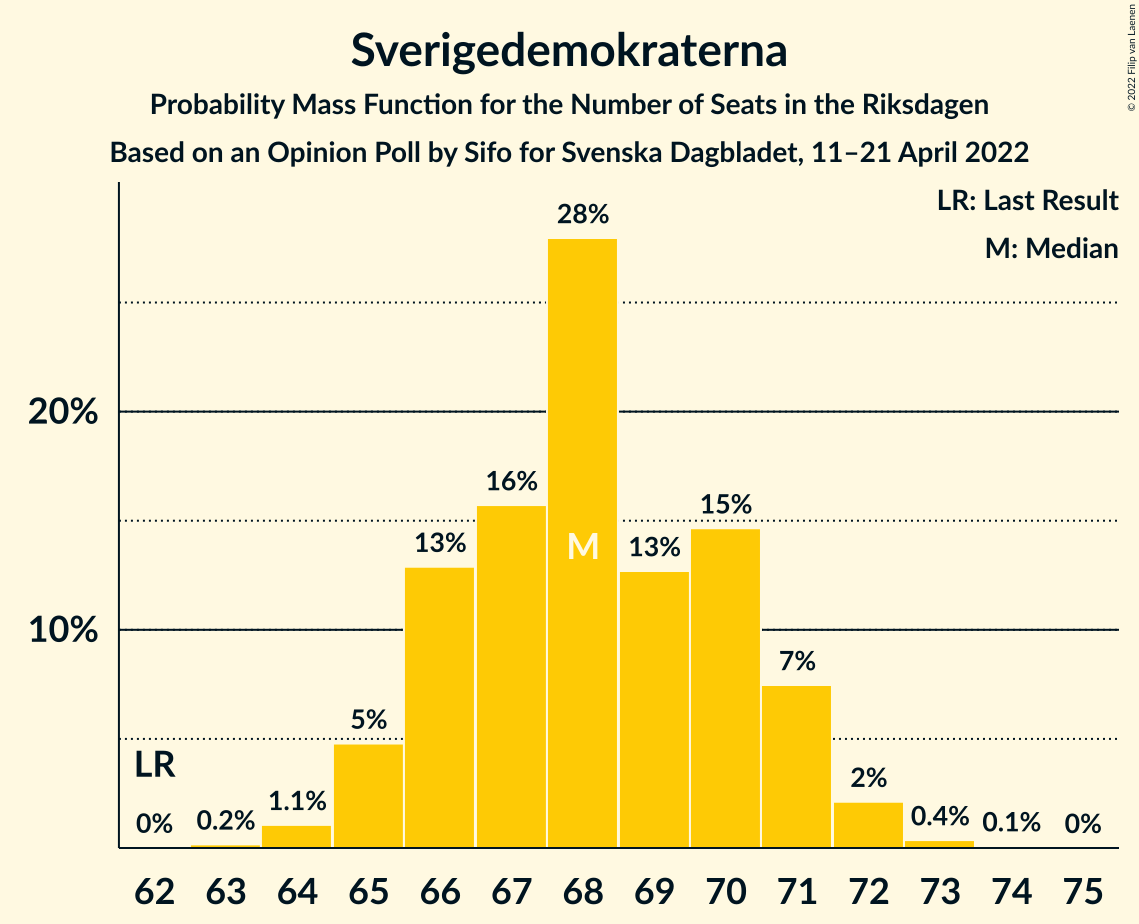 Sverigedemokraterna
Probability Mass Function for the Number of Seats in the Riksdagen
Based on an Opinion Poll by Sifo for Svenska Dagbladet, 11–21 April 2022
© 2022 Filip van Laenen
LR: Last Result
M: Median
20%
10%
LR
0%
0.2%
1.1%
5%
13%
16%
28%
M
13%
15%
7%
2%
0.4%
0.1%
0%
62 63 64 65 66 67 68 69 70 71 72 73 74 75